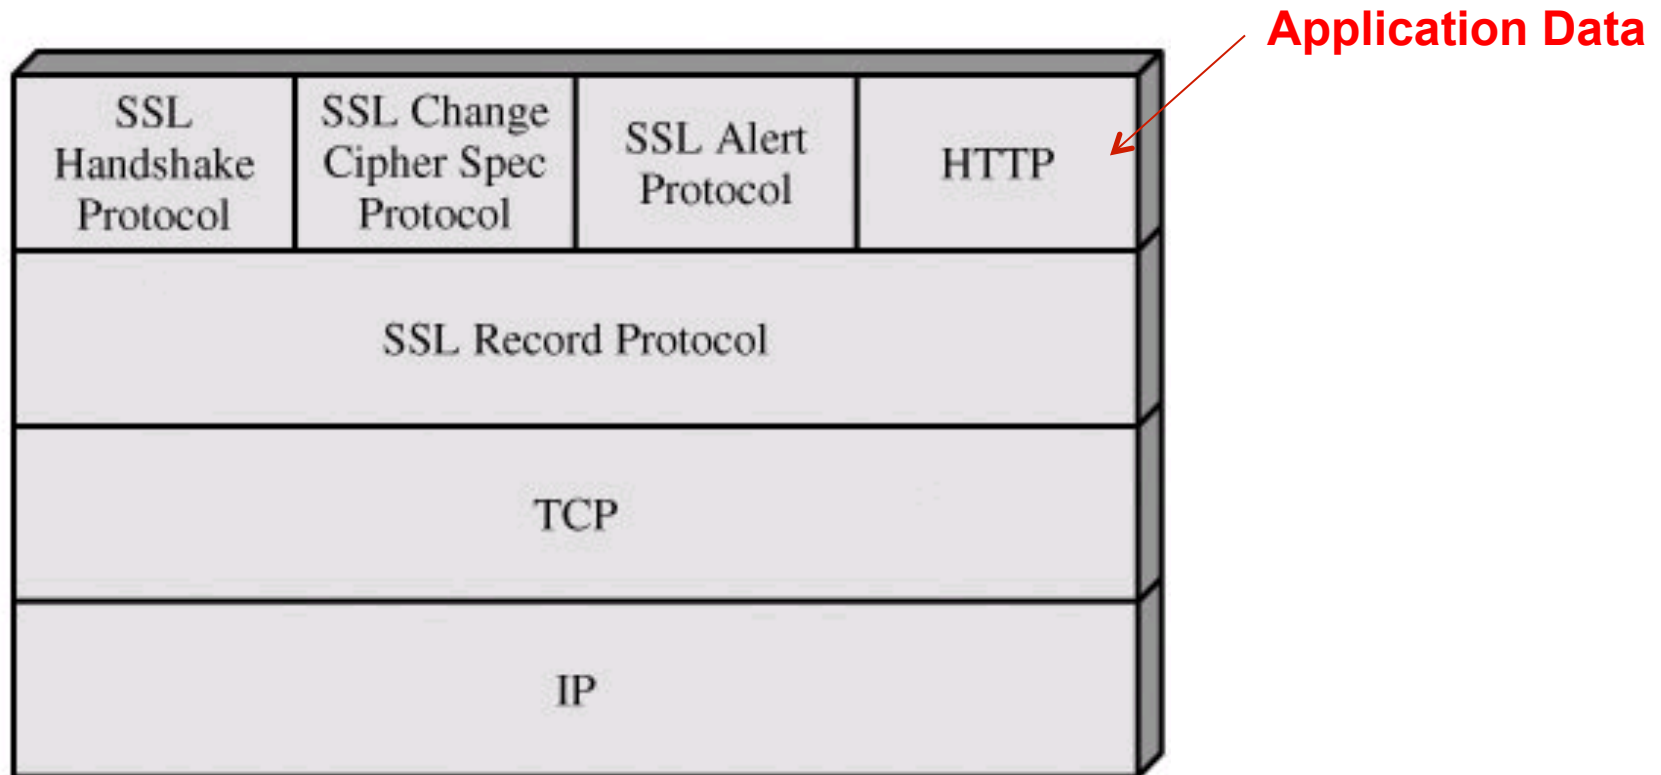 Application Data
SSL
Handshake
Protocol
SSL Change
Cipher Spec
Protocol
SSL Alert
Protocol
HTTP
SSL Record Protocol
TCP
IP